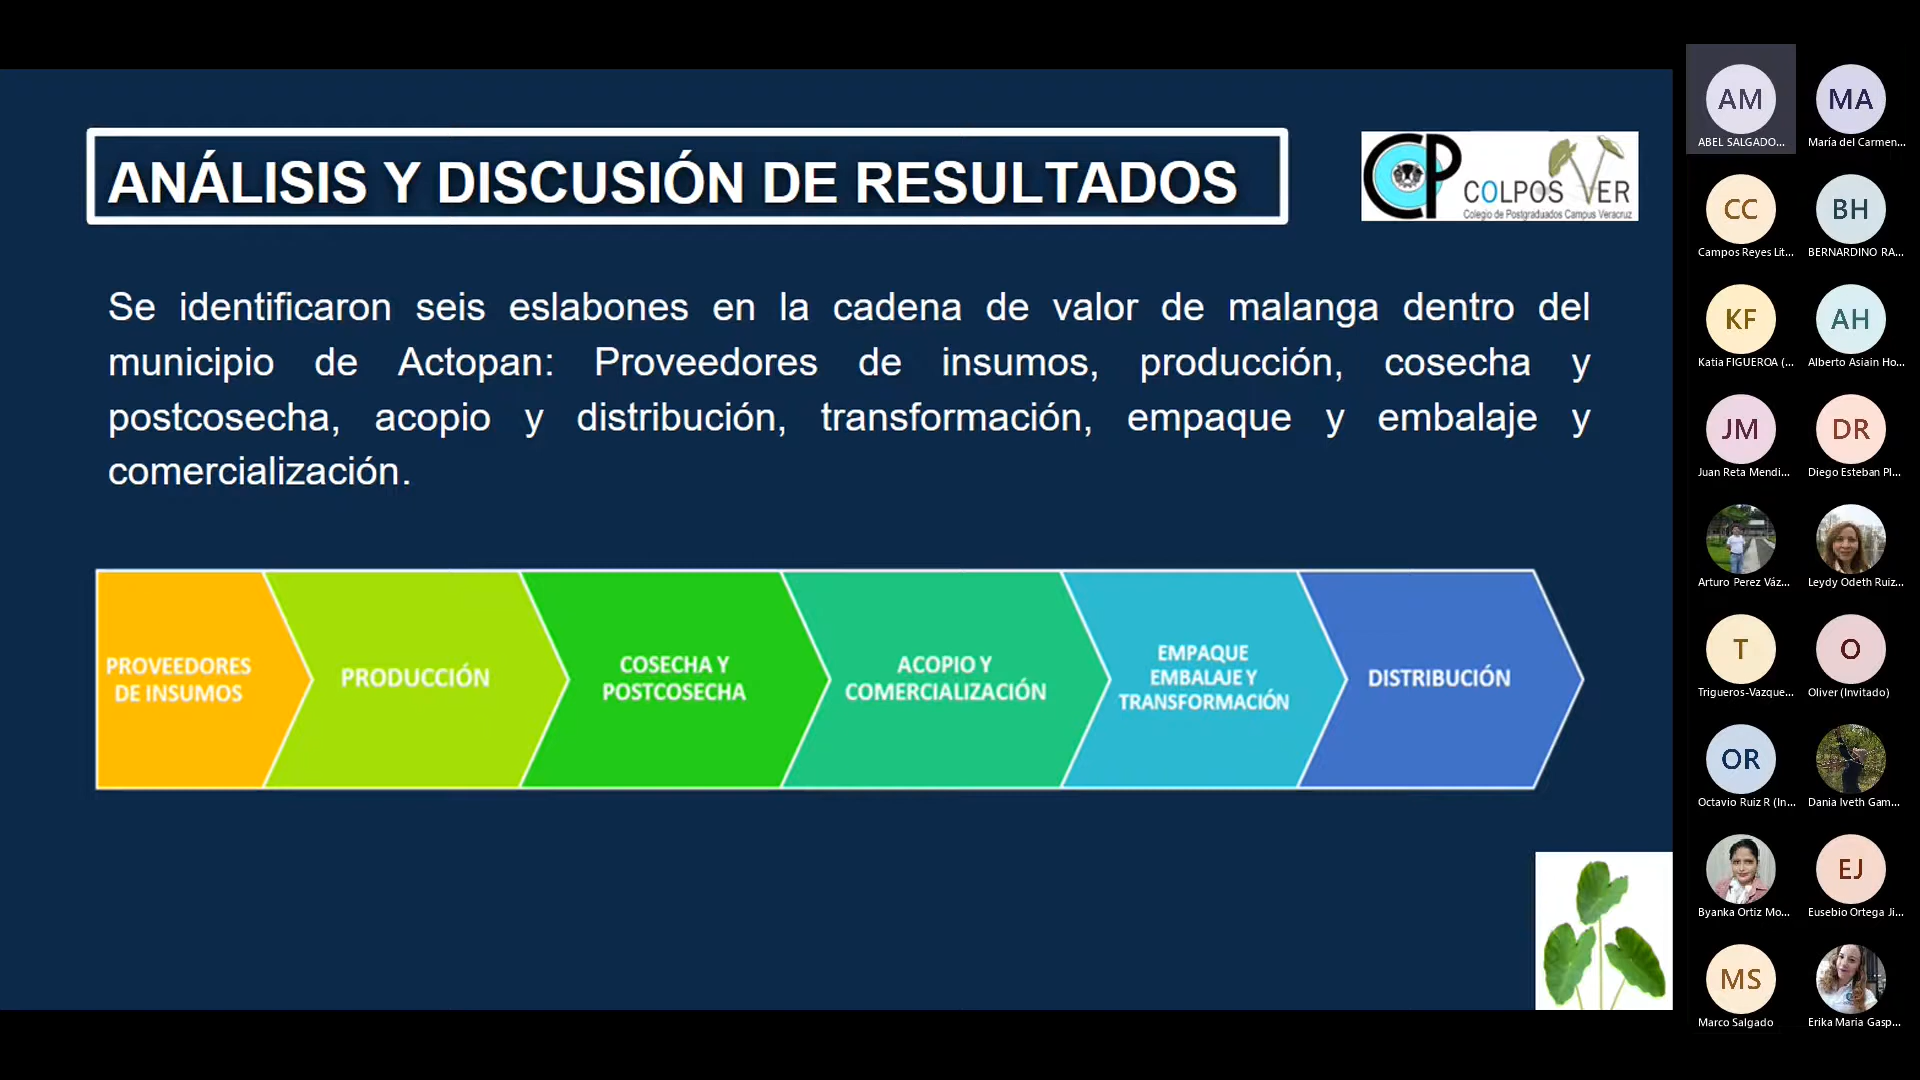 ANÁLISIS Y DISCUSIÓN DE RESULTADOS
CP
COLPOS VER
Colegio de Postgraduados Campus Veracruz
Se identificaron seis eslabones en la cadena de valor de malanga dentro del
municipio de Actopan: Proveedores de insumos, producción, cosecha y
postcosecha, acopio y distribución, transformación, empaque y embalaje y
comercialización.
PROVEEDORES
DE INSUMOS
PRODUCCIÓN
COSECHA Y
POSTCOSECHA
ACOPIO Y
COMERCIALIZACIÓN
EMPAQUE
EMBALAJE Y
TRANSFORMACIÓN
DISTRIBUCIÓN
AM
ABEL SALGADO...
MA
María del Carmen...
CC
Campos Reyes Lit...
BH
BERNARDINO RA...
KF
Katia FIGUEROA (...
AH
Alberto Asiain Ho...
JM
Juan Reta Mendi...
DR
Diego Esteban Pl...
Arturo Perez Váz...
Leydy Odeth Ruiz...
T
Trigueros-Vazque...
O
Oliver (Invitado)
OR
Octavio Ruiz R (In...
Dania Iveth Gam...
Byanka Ortiz Mo...
EJ
Eusebio Ortega Ji...
MS
Marco Salgado
Erika Maria Gasp...